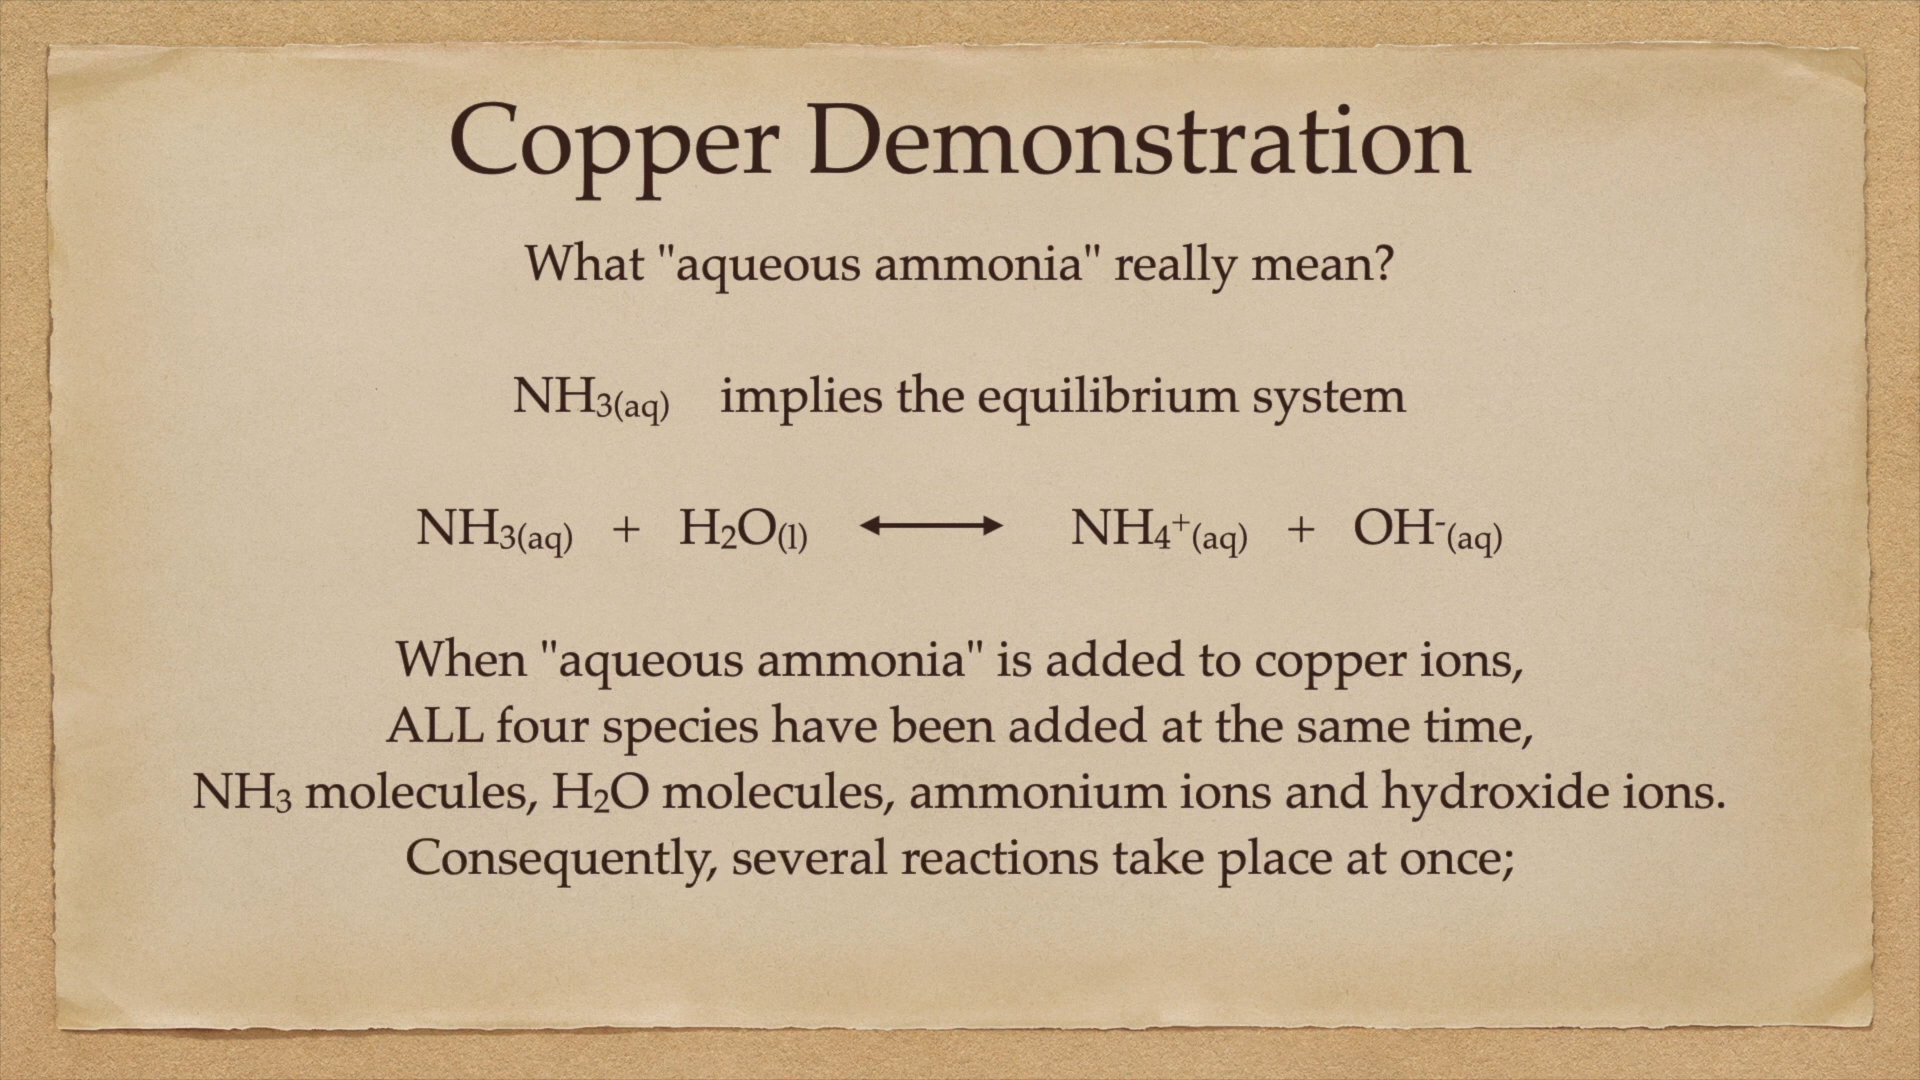 Copper Demonstration
What "aqueous ammonia" really mean?
NH₃(aq) implies the equilibrium system
NH₃(aq) + H₂O(l) ⟷ NH₄⁺(aq) + OH⁻(aq)
When "aqueous ammonia" is added to copper ions,
ALL four species have been added at the same time,
NH₃ molecules, H₂O molecules, ammonium ions and hydroxide ions.
Consequently, several reactions take place at once;